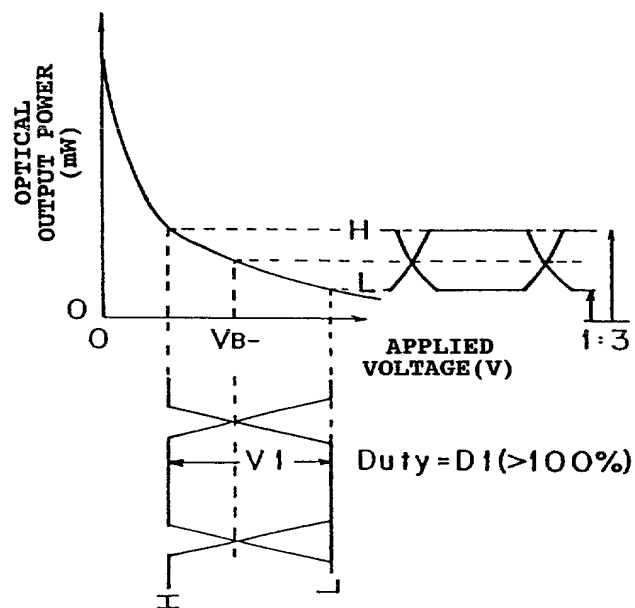 OPTICAL
OUTPUT POWER
(mW)
H
L
O
O
VB-
APPLIED
VOLTAGE(V)
1:3
V1
Duty=D1(>100%)
H
L